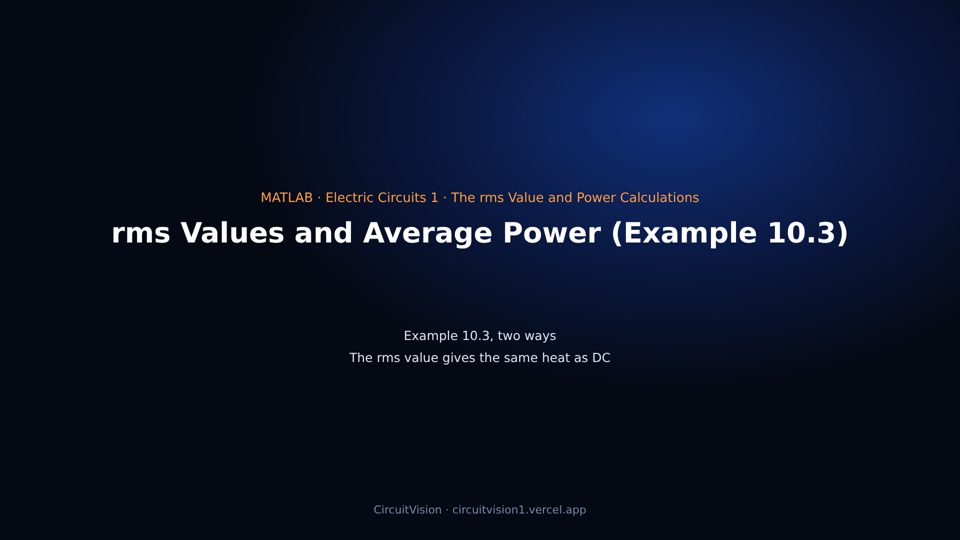 MATLAB · Electric Circuits 1 · The rms Value and Power Calculations
rms Values and Average Power (Example 10.3)
Example 10.3, two ways
The rms value gives the same heat as DC
CircuitVision · circuitvision1.vercel.app